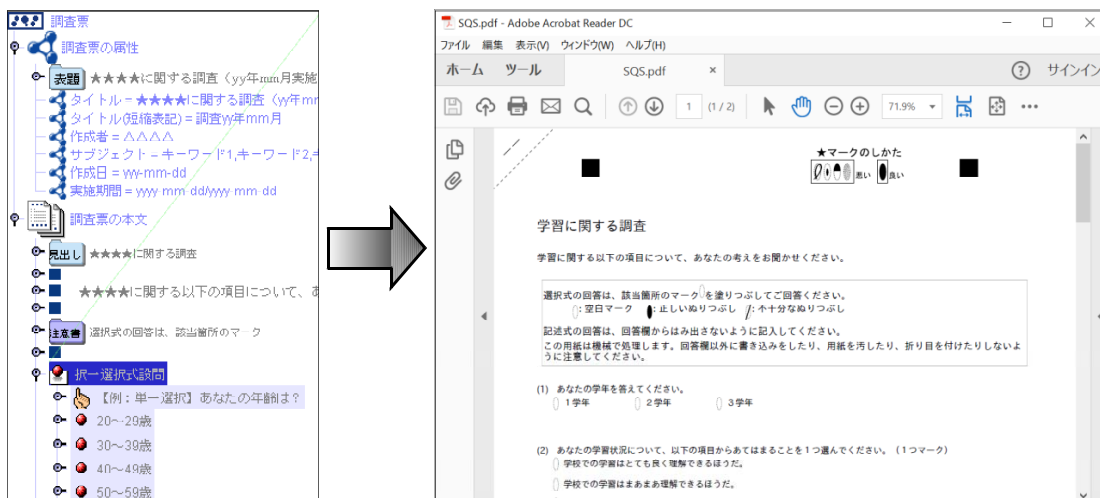 調査票
調査票の属性
表題 ★★★★に関する調査（yy年mm月実施
タイトル = ★★★★に関する調査（yy年mr
タイトル(短縮表記) = 調査yy年mm月
作成者 = △△△△
サブジェクト = キーワード1,キーワード2,
作成日 = yyyy-mm-dd
実施期間 = yyyy-mm-dd/yyyy-mm-dd
調査票の本文
見出し ★★★★に関する調査
★★★★に関する以下の項目について、あ
注意書 選択式の回答は、該当箇所のマーク
択一選択式設問
【例：単一選択】あなたの年齢は？
20～29歳
30～39歳
40～49歳
50～59歳
SQS.pdf - Adobe Acrobat Reader DC
ファイル 編集 表示(V) ウィンドウ(W) ヘルプ(H)
ホーム ツール SQS.pdf × サインイン
1 (1 / 2) 71.9%
★マークのしかた
悪い 良い
学習に関する調査
学習に関する以下の項目について、あなたの考えをお聞かせください。
選択式の回答は、該当箇所のマーク を塗りつぶしてご回答ください。
: 空白マーク : 正しいぬりつぶし : 不十分なぬりつぶし
記述式の回答は、回答欄からはみ出さないように記入してください。
この用紙は機械で処理します。回答欄以外に書き込みをしたり、用紙を汚したり、折り目を付けたりしないよ
うに注意してください。
(1) あなたの学年を答えてください。
1学年 2学年 3学年
(2) あなたの学習状況について、以下の項目からあてはまることを1つ選んでください。（1つマーク）
学校での学習はとても良く理解できるほうだ。
学校での学習はまあまあ理解できるほうだ。